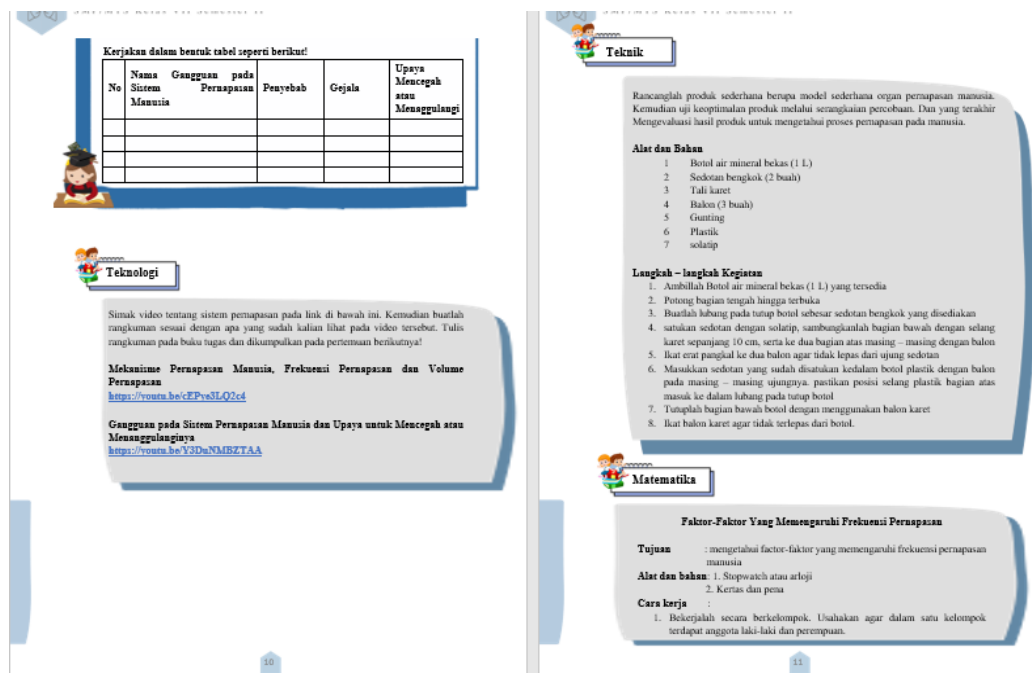 Kerjakan dalam bentuk tabel seperti berikut!
No
Nama Gangguan pada
Sistem Pernapasan
Manusia
Penyebab
Gejala
Upaya
Mencegah
atau
Menaggulangi
Teknologi
Simak video tentang sistem pernapasan pada link di bawah ini. Kemudian buatlah
rangkuman sesuai dengan apa yang sudah kalian lihat pada video tersebut. Tulis
rangkuman pada buku tugas dan dikumpulkan pada pertemuan berikutnya!
Mekanisme Pernapasan Manusia, Frekuensi Pernapasan dan Volume
Pernapasan
https://youtu.be/cEPve3LQ2c4
Gangguan pada Sistem Pernapasan Manusia dan Upaya untuk Mencegah atau
Menanggulanginya
https://youtu.be/Y3DuNMBZTAA
10
Teknik
Rancanglah produk sederhana berupa model sederhana organ pernapasan manusia.
Kemudian uji keoptimalan produk melalui serangkaian percobaan. Dan yang terakhir
Mengevaluasi hasil produk untuk mengetahui proses pernapasan pada manusia.
Alat dan Bahan
1 Botol air mineral bekas (1 L)
2 Sedotan bengkok (2 buah)
3 Tali karet
4 Balon (3 buah)
5 Gunting
6 Plastik
7 solatip
Langkah – langkah Kegiatan
1. Ambillah Botol air mineral bekas (1 L) yang tersedia
2. Potong bagian tengah hingga terbuka
3. Buatlah lubang pada tutup botol sebesar sedotan bengkok yang disediakan
4. satukan sedotan dengan solatip, sambungkanlah bagian bawah dengan selang
karet sepanjang 10 cm, serta ke dua bagian atas masing – masing dengan balon
5. Ikat erat pangkal ke dua balon agar tidak lepas dari ujung sedotan
6. Masukkan sedotan yang sudah disatukan kedalam botol plastik dengan balon
pada masing – masing ujungnya. pastikan posisi selang plastik bagian atas
masuk ke dalam lubang pada tutup botol
7. Tutuplah bagian bawah botol dengan menggunakan balon karet
8. Ikat balon karet agar tidak terlepas dari botol.
Matematika
Faktor-Faktor Yang Memengaruhi Frekuensi Pernapasan
Tujuan : mengetahui factor-faktor yang memengaruhi frekuensi pernapasan
manusia
Alat dan bahan: 1. Stopwatch atau arloji
2. Kertas dan pena
Cara kerja :
1. Bekerjalah secara berkelompok. Usahakan agar dalam satu kelompok
terdapat anggota laki-laki dan perempuan.
11